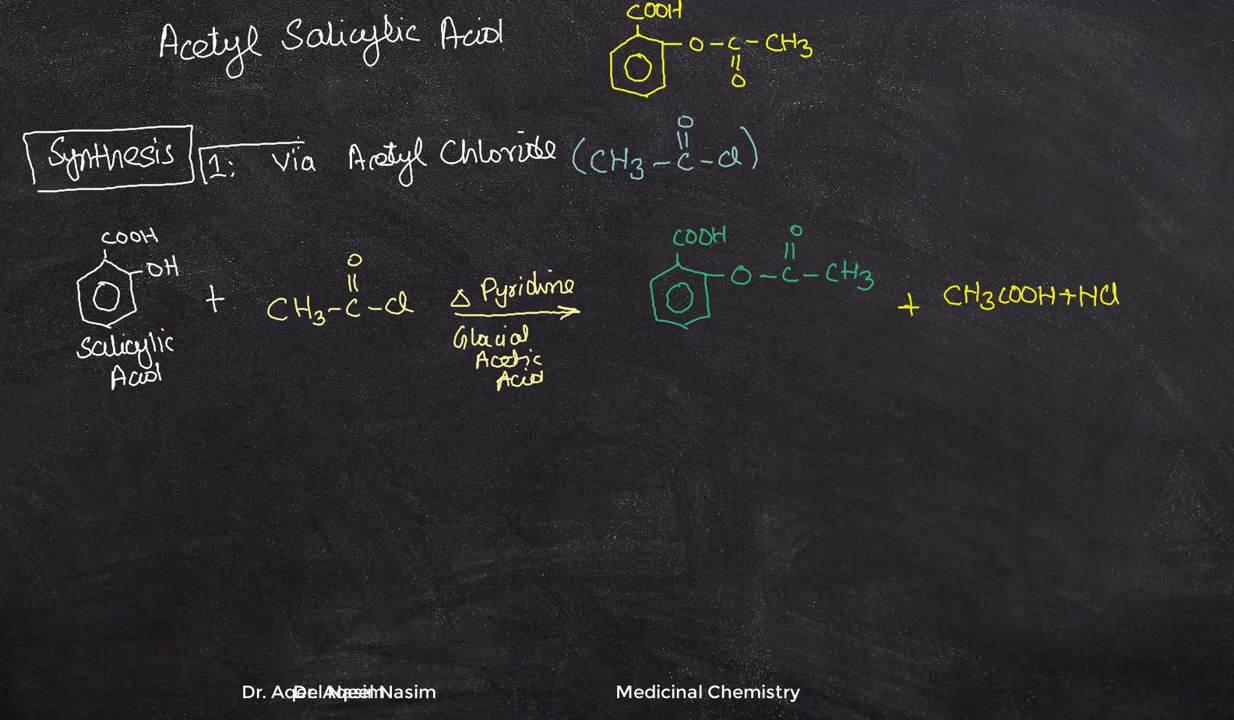 Acetyl Salicylic Acid
COOH
O-C-CH3
O
Synthesis 1: Via Acetyl Chloride (CH3-C-Cl)
O
COOH
OH
Salicylic
Acid
+
O
CH3-C-Cl
Δ Pyridine
Glacial
Acetic
Acid
COOH
O
O-C-CH3
+ CH3COOH+HCl
Medicinal Chemistry